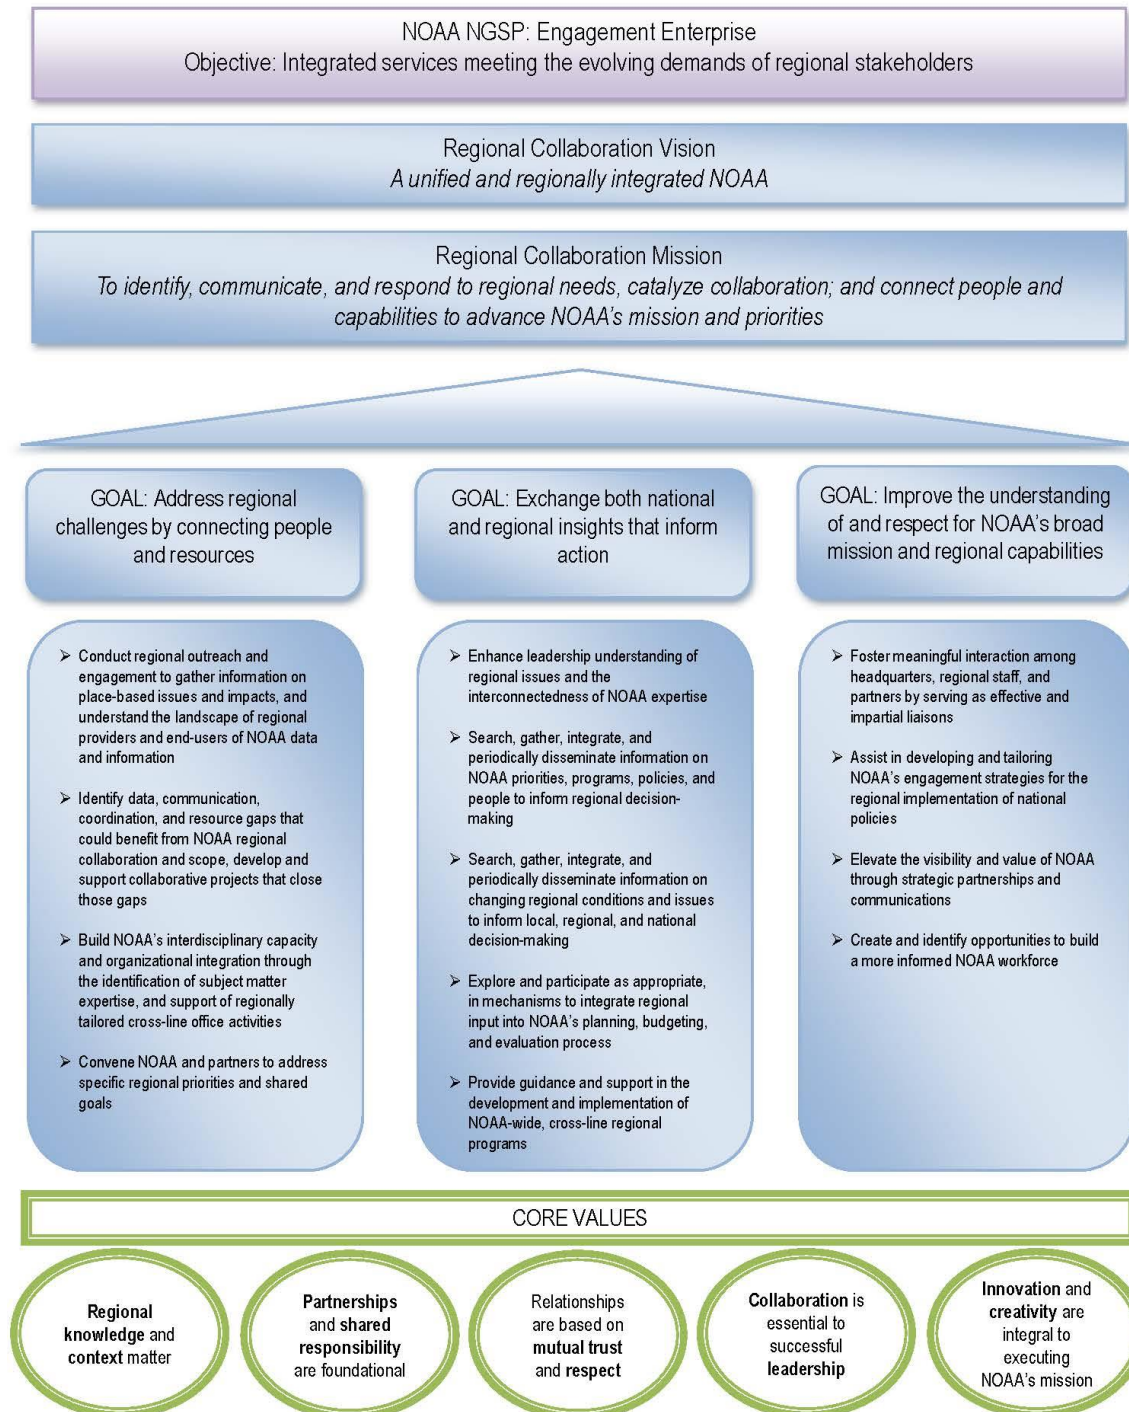 NOAA NGSP: Engagement Enterprise
Objective: Integrated services meeting the evolving demands of regional stakeholders
Regional Collaboration Vision
A unified and regionally integrated NOAA
Regional Collaboration Mission
To identify, communicate, and respond to regional needs, catalyze collaboration; and connect people and
capabilities to advance NOAA's mission and priorities
GOAL: Address regional
challenges by connecting people
and resources
➢ Conduct regional outreach and
engagement to gather information on
place-based issues and impacts, and
understand the landscape of regional
providers and end-users of NOAA data
and information
➢ Identify data, communication,
coordination, and resource gaps that
could benefit from NOAA regional
collaboration and scope, develop and
support collaborative projects that close
those gaps
➢ Build NOAA's interdisciplinary capacity
and organizational integration through
the identification of subject matter
expertise, and support of regionally
tailored cross-line office activities
➢ Convene NOAA and partners to address
specific regional priorities and shared
goals
GOAL: Exchange both national
and regional insights that inform
action
➢ Enhance leadership understanding of
regional issues and the
interconnectedness of NOAA expertise
➢ Search, gather, integrate, and
periodically disseminate information on
NOAA priorities, programs, policies, and
people to inform regional decision-
making
➢ Search, gather, integrate, and
periodically disseminate information on
changing regional conditions and issues
to inform local, regional, and national
decision-making
➢ Explore and participate as appropriate,
in mechanisms to integrate regional
input into NOAA's planning, budgeting,
and evaluation process
➢ Provide guidance and support in the
development and implementation of
NOAA-wide, cross-line regional
programs
GOAL: Improve the understanding
of and respect for NOAA's broad
mission and regional capabilities
➢ Foster meaningful interaction among
headquarters, regional staff, and
partners by serving as effective and
impartial liaisons
➢ Assist in developing and tailoring
NOAA's engagement strategies for the
regional implementation of national
policies
➢ Elevate the visibility and value of NOAA
through strategic partnerships and
communications
➢ Create and identify opportunities to build
a more informed NOAA workforce
CORE VALUES
Regional
knowledge and
context matter
Partnerships
and shared
responsibility
are foundational
Relationships
are based on
mutual trust
and respect
Collaboration is
essential to
successful
leadership
Innovation and
creativity are
integral to
executing
NOAA's mission